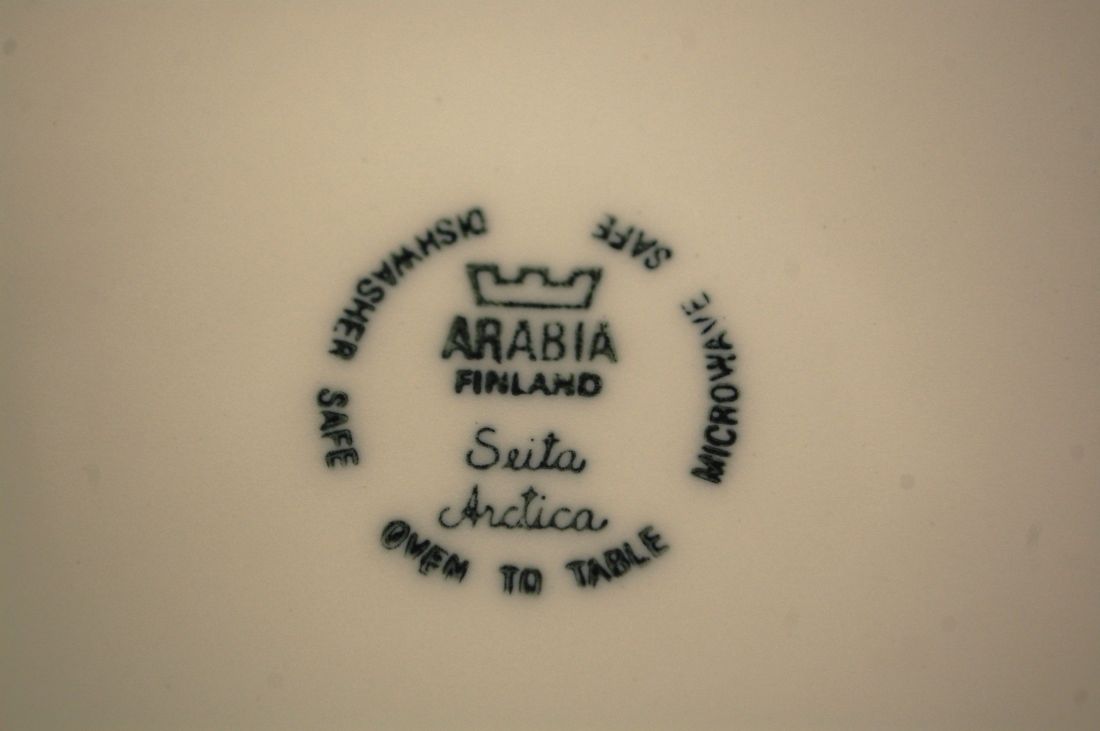 ARABIA
FINLAND
Seita
Arctica
DISHWASHER SAFE
OVEN TO TABLE
MICROWAVE SAFE